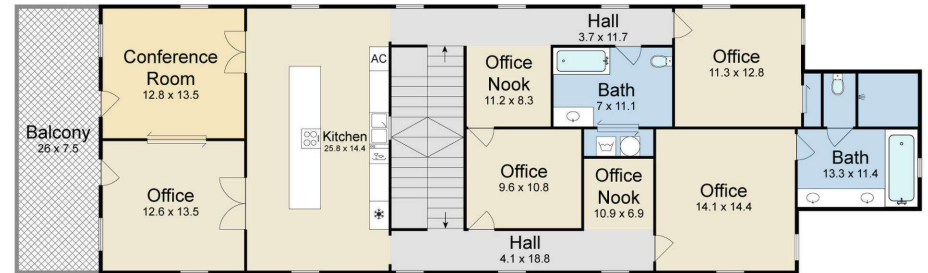 Balcony
26 x 7.5
Conference
Room
12.8 x 13.5
Office
12.6 x 13.5
Kitchen
25.8 x 14.4
AC
Hall
3.7 x 11.7
Office
Nook
11.2 x 8.3
Bath
7 x 11.1
Office
11.3 x 12.8
Office
9.6 x 10.8
Office
Nook
10.9 x 6.9
Office
14.1 x 14.4
Bath
13.3 x 11.4
Hall
4.1 x 18.8